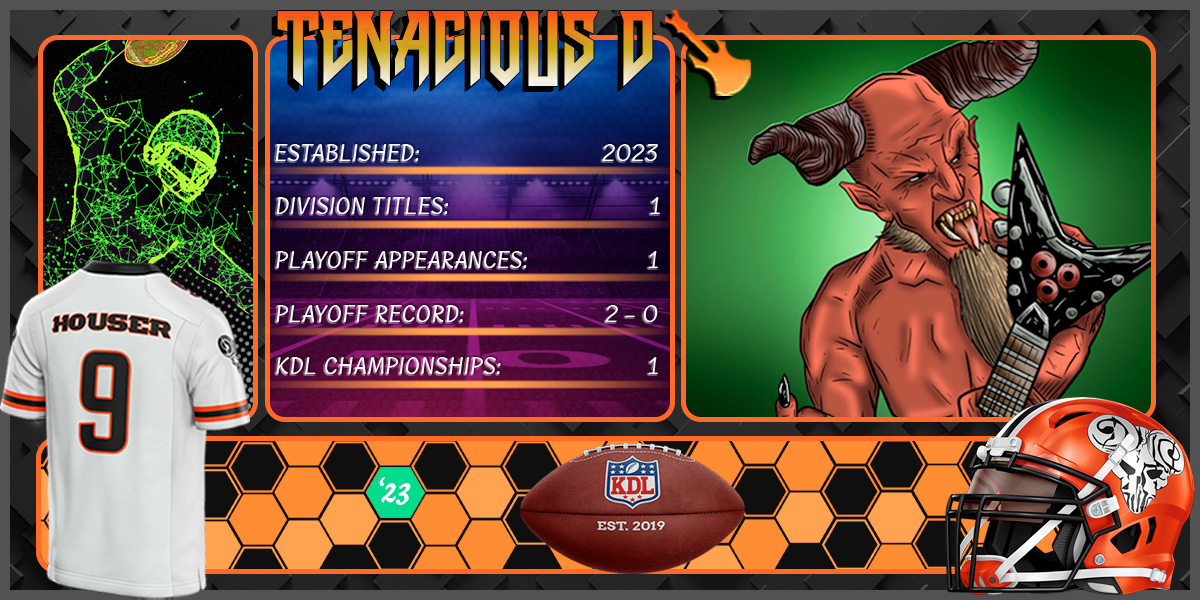 TENACIOUS D
ESTABLISHED: 2023
DIVISION TITLES: 1
PLAYOFF APPEARANCES: 1
PLAYOFF RECORD: 2 – 0
KDL CHAMPIONSHIPS: 1
HOUSER
9
‘23
KDL
EST. 2019